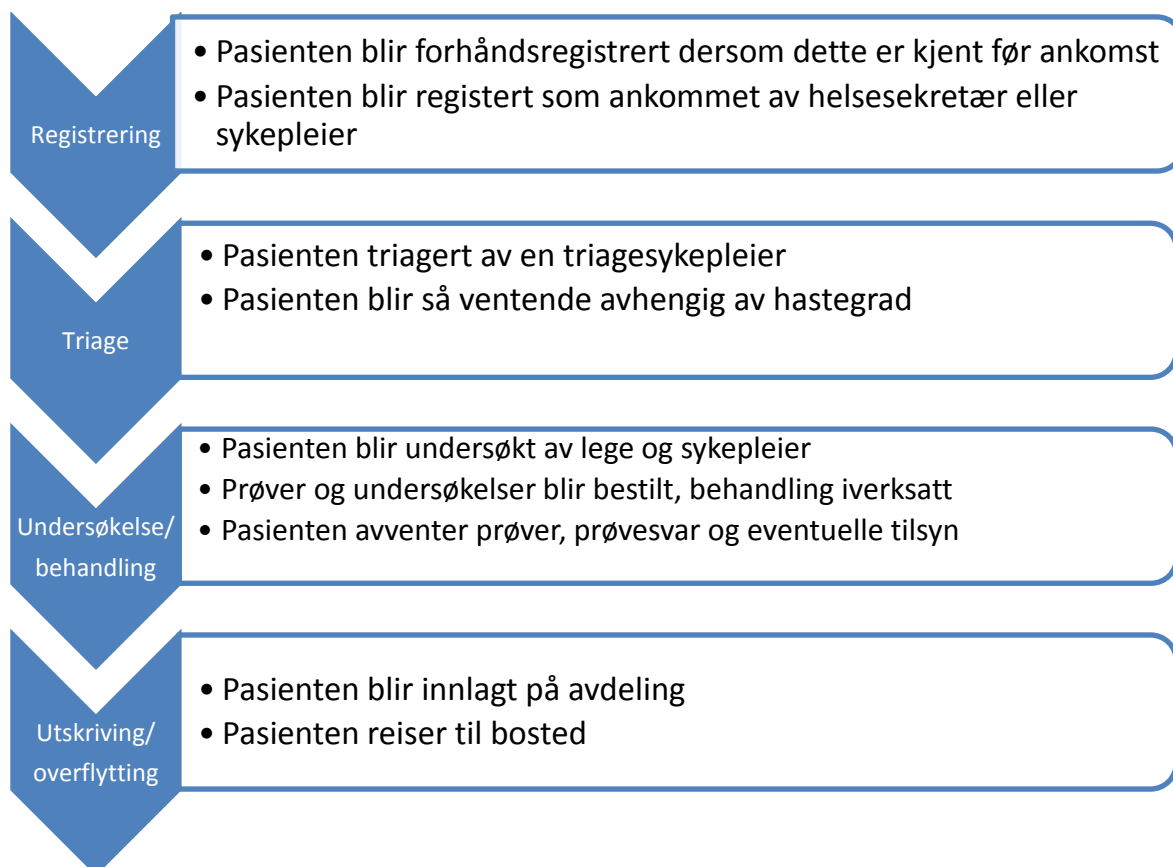 Registrering
• Pasienten blir forhåndsregistrert dersom dette er kjent før ankomst
• Pasienten blir registert som ankommet av helsesekretær eller
sykepleier
Triage
• Pasienten triagert av en triagesykepleier
• Pasienten blir så ventende avhengig av hastegrad
Undersøkelse/
behandling
• Pasienten blir undersøkt av lege og sykepleier
• Prøver og undersøkelser blir bestilt, behandling iverksatt
• Pasienten avventer prøver, prøvesvar og eventuelle tilsyn
Utskriving/
overflytting
• Pasienten blir innlagt på avdeling
• Pasienten reiser til bosted